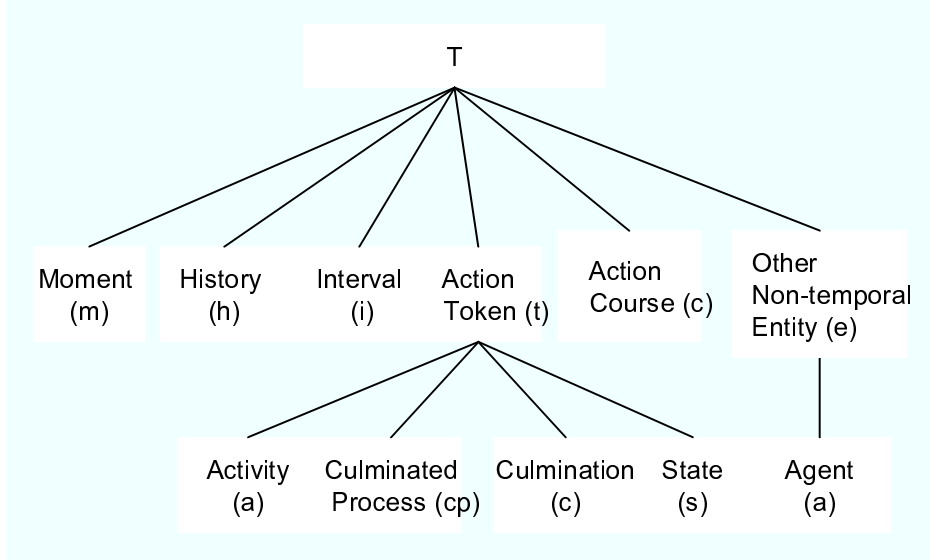 T
Moment
(m)
History
(h)
Interval
(i)
Action
Token (t)
Action
Course (c)
Other
Non-temporal
Entity (e)
Activity
(a)
Culminated
Process (cp)
Culmination
(c)
State
(s)
Agent
(a)